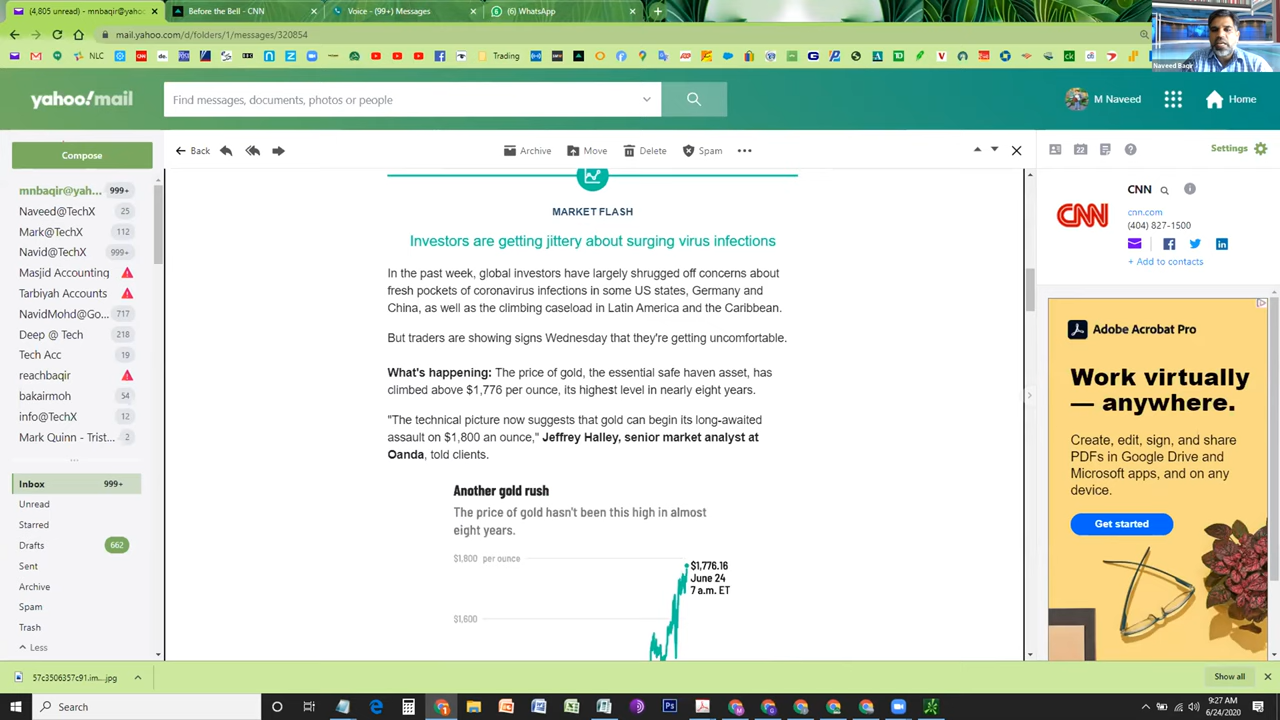 (4,805 unread) - mnbaqir@yahoo.c
Before the Bell - CNN
Voice - (99+) Messages
(6) WhatsApp
mail.yahoo.com/d/folders/1/messages/320854
NLC
Trading
Naveed Baqir
yahoo!mail
Find messages, documents, photos or people
M Naveed
Home
Compose
Back
Archive
Move
Delete
Spam
Settings
mnbaqir@yah... 999+
Naveed@TechX 25
Mark@TechX 112
Navid@TechX 999+
Masjid Accounting
Tarbiyah Accounts
NavidMohd@Go... 717
Deep @ Tech 218
Tech Acc 19
reachbaqir
bakairmoh 54
info@TechX 12
Mark Quinn - Trist... 2
...
Inbox 999+
Unread
Starred
Drafts 662
Sent
Archive
Spam
Trash
Less
MARKET FLASH
Investors are getting jittery about surging virus infections
In the past week, global investors have largely shrugged off concerns about
fresh pockets of coronavirus infections in some US states, Germany and
China, as well as the climbing caseload in Latin America and the Caribbean.
But traders are showing signs Wednesday that they're getting uncomfortable.
What's happening: The price of gold, the essential safe haven asset, has
climbed above $1,776 per ounce, its highest level in nearly eight years.
"The technical picture now suggests that gold can begin its long-awaited
assault on $1,800 an ounce," Jeffrey Halley, senior market analyst at
Oanda, told clients.
Another gold rush
The price of gold hasn't been this high in almost
eight years.
$1,800 per ounce
$1,776.16
June 24
7 a.m. ET
$1,600
22
CNN
CNN
cnn.com
(404) 827-1500
+ Add to contacts
Adobe Acrobat Pro
Work virtually
— anywhere.
Create, edit, sign, and share
PDFs in Google Drive and
Microsoft apps, and on any
device.
Get started
57c3506357c91.im....jpg
Show all
Search
9:27 AM
6/24/2020